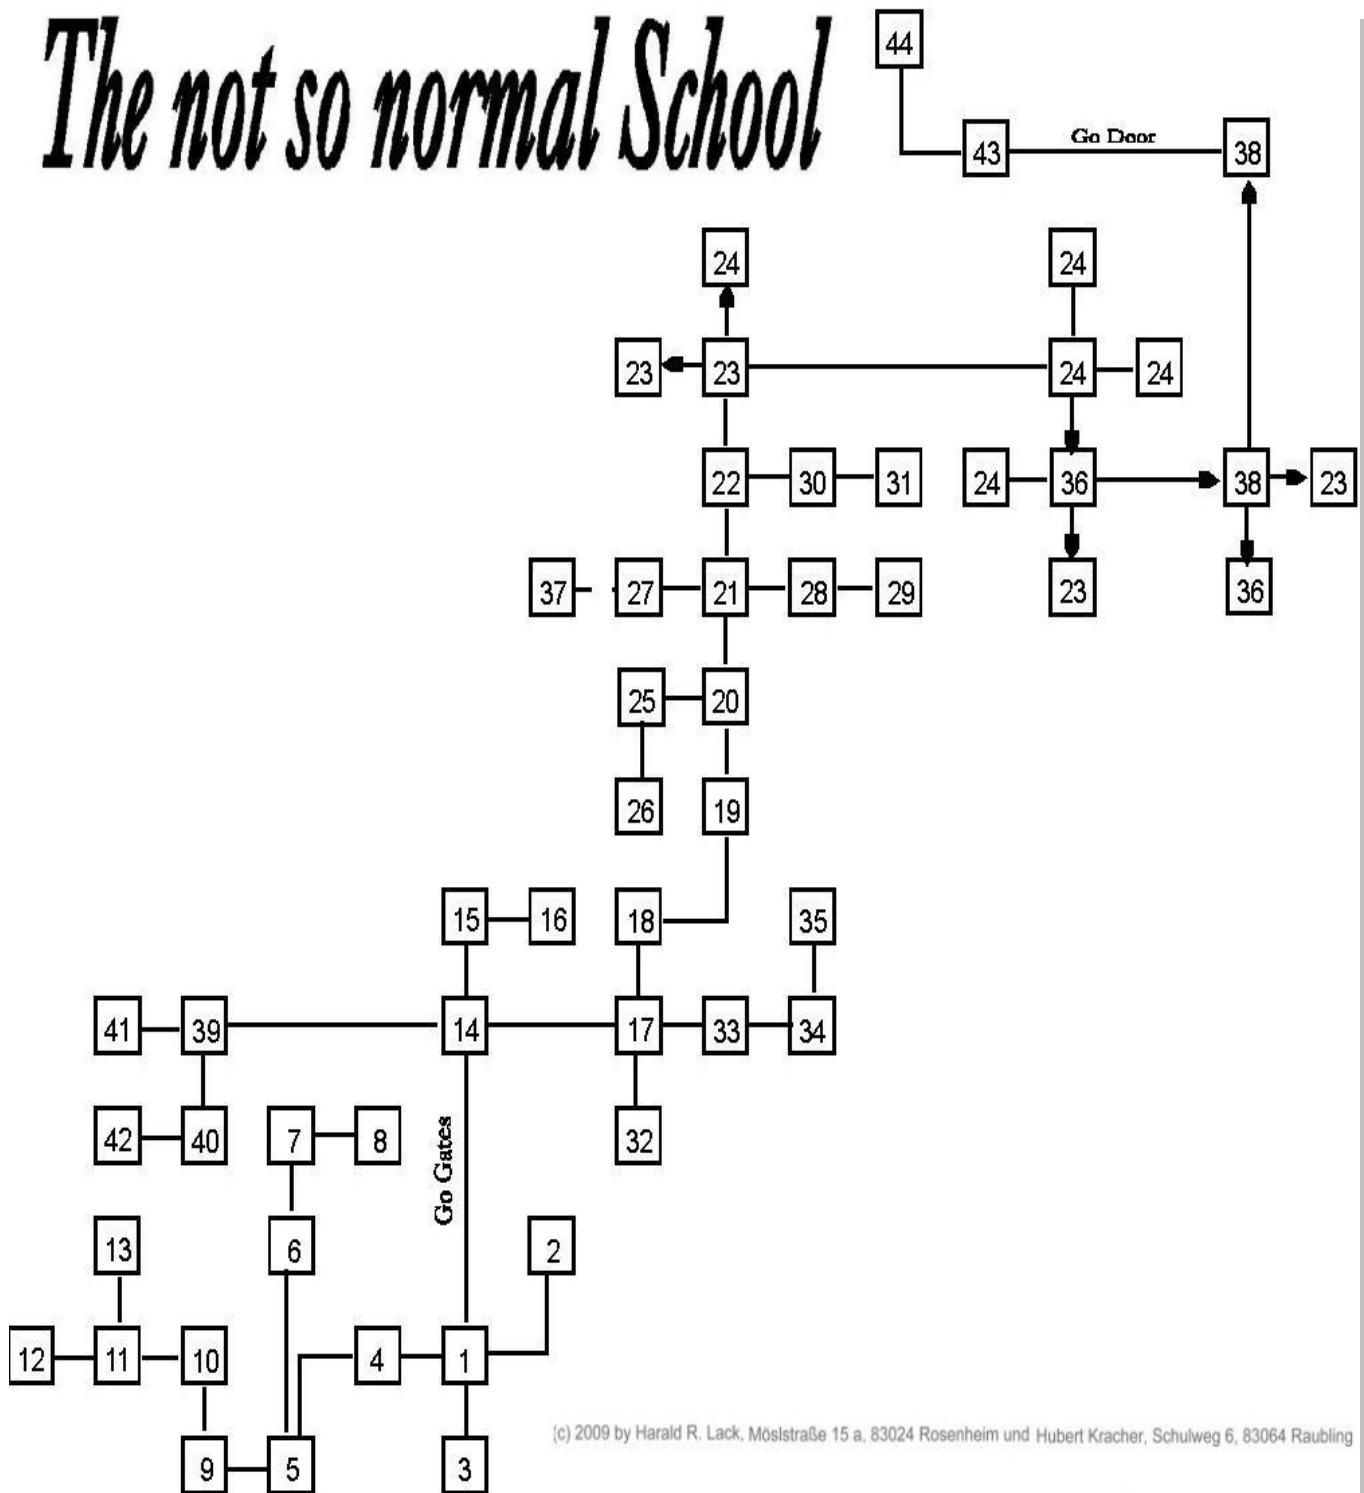 The not so normal School
44
43 Go Door 38
24 24
23 23 24 24
22 30 31 24 36 38 23
37 27 21 28 29 23 36
25 20
26 19
15 16 18 35
41 39 14 17 33 34
42 40 7 8 Go Gates 32
13 6 2
12 11 10 4 1
9 5 3
(c) 2009 by Harald R. Lack, Möslstraße 15 a, 83024 Rosenheim und Hubert Kracher, Schulweg 6, 83064 Raubling